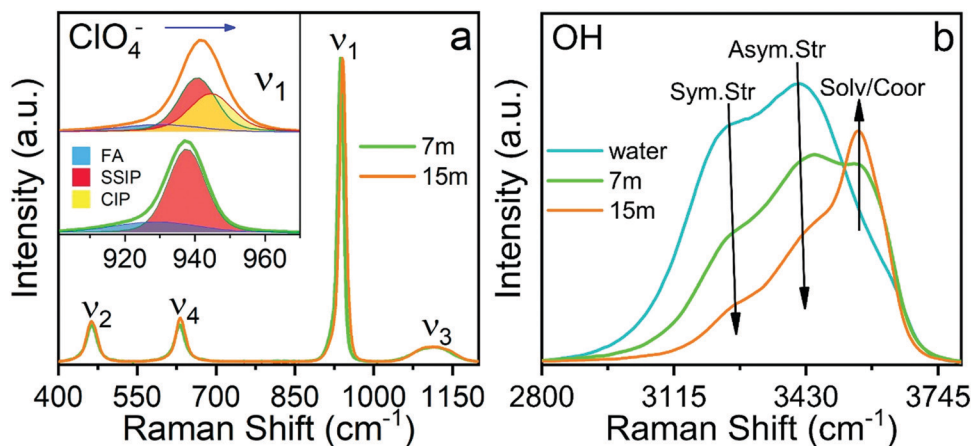 ClO₄⁻
ν₁
FA
SSIP
CIP
920 940 960
a
ν₁
7m
15m
ν₂
ν₄
ν₃
Intensity (a.u.)
400 550 700 850 1000 1150
Raman Shift (cm⁻¹)
OH
b
Asym.Str
Sym.Str
Solv/Coor
water
7m
15m
Intensity (a.u.)
2800 3115 3430 3745
Raman Shift (cm⁻¹)